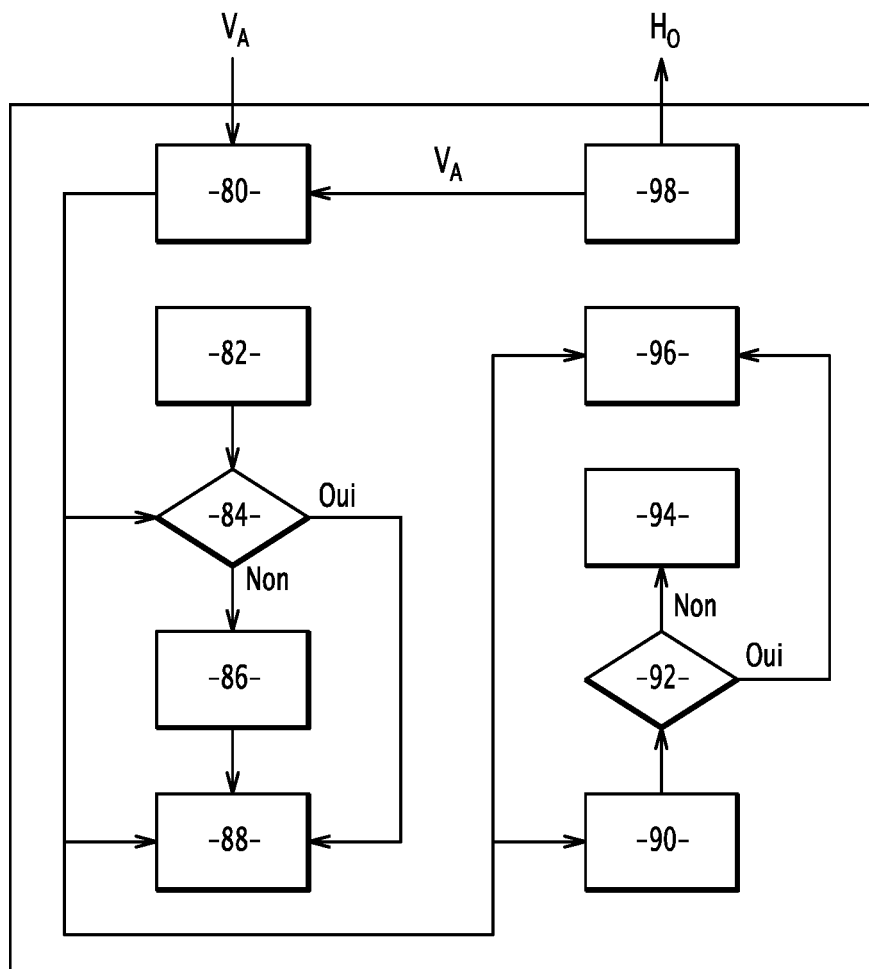 V_A
H_O
-80-
V_A
-98-
-82-
-96-
-84-
Oui
-94-
Non
Non
-86-
-92-
Oui
-88-
-90-